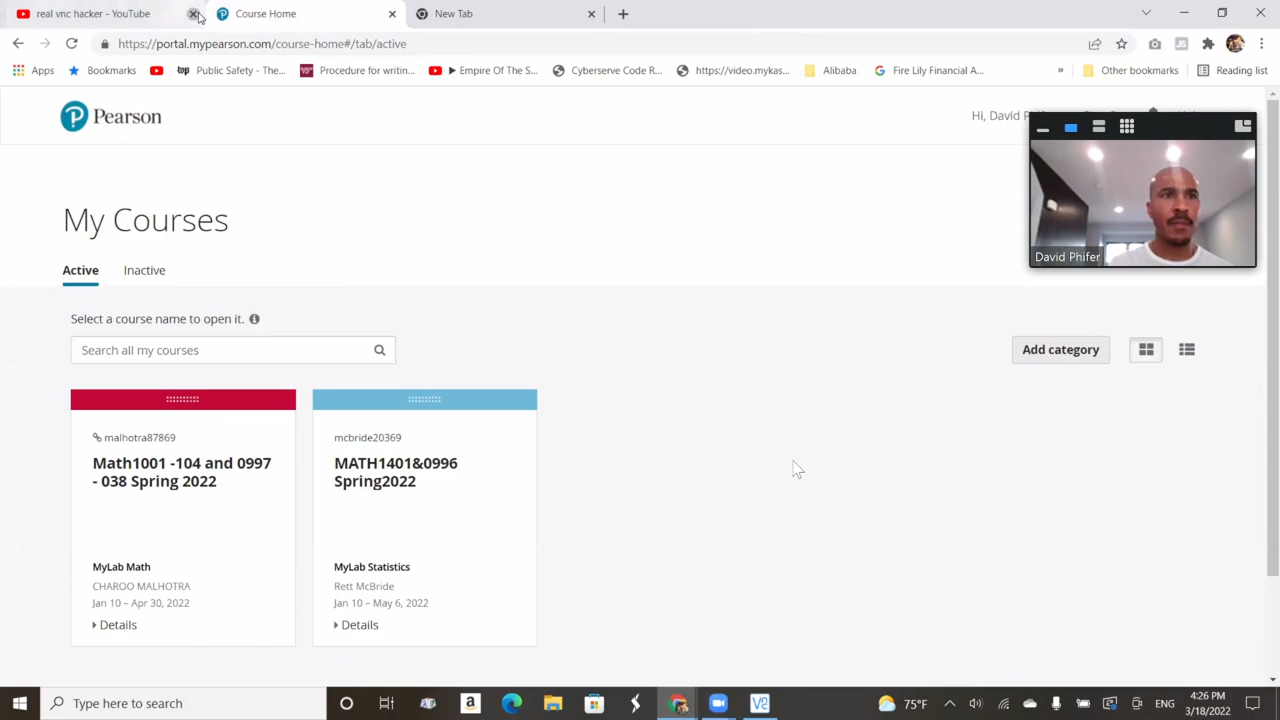 real vnc hacker - YouTube
Course Home
New Tab
https://portal.mypearson.com/course-home#/tab/active
Apps
Bookmarks
Public Safety - The...
Procedure for writin...
► Empire Of The S...
Cyberserve Code R...
https://video.mykas...
Alibaba
Fire Lily Financial A...
»
Other bookmarks
Reading list
Pearson
Hi, David
David Phifer
My Courses
Active
Inactive
Select a course name to open it.
Search all my courses
Add category
malhotra87869
Math1001 -104 and 0997
- 038 Spring 2022
MyLab Math
CHAROO MALHOTRA
Jan 10 – Apr 30, 2022
Details
mcbride20369
MATH1401&0996
Spring2022
MyLab Statistics
Rett McBride
Jan 10 – May 6, 2022
Details
Type here to search
75°F
ENG
4:26 PM
3/18/2022